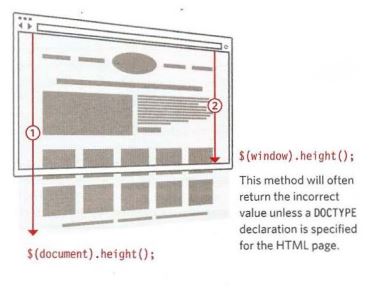 1
2
$(window).height();
This method will often
return the incorrect
value unless a DOCTYPE
declaration is specified
for the HTML page.
$(document).height();